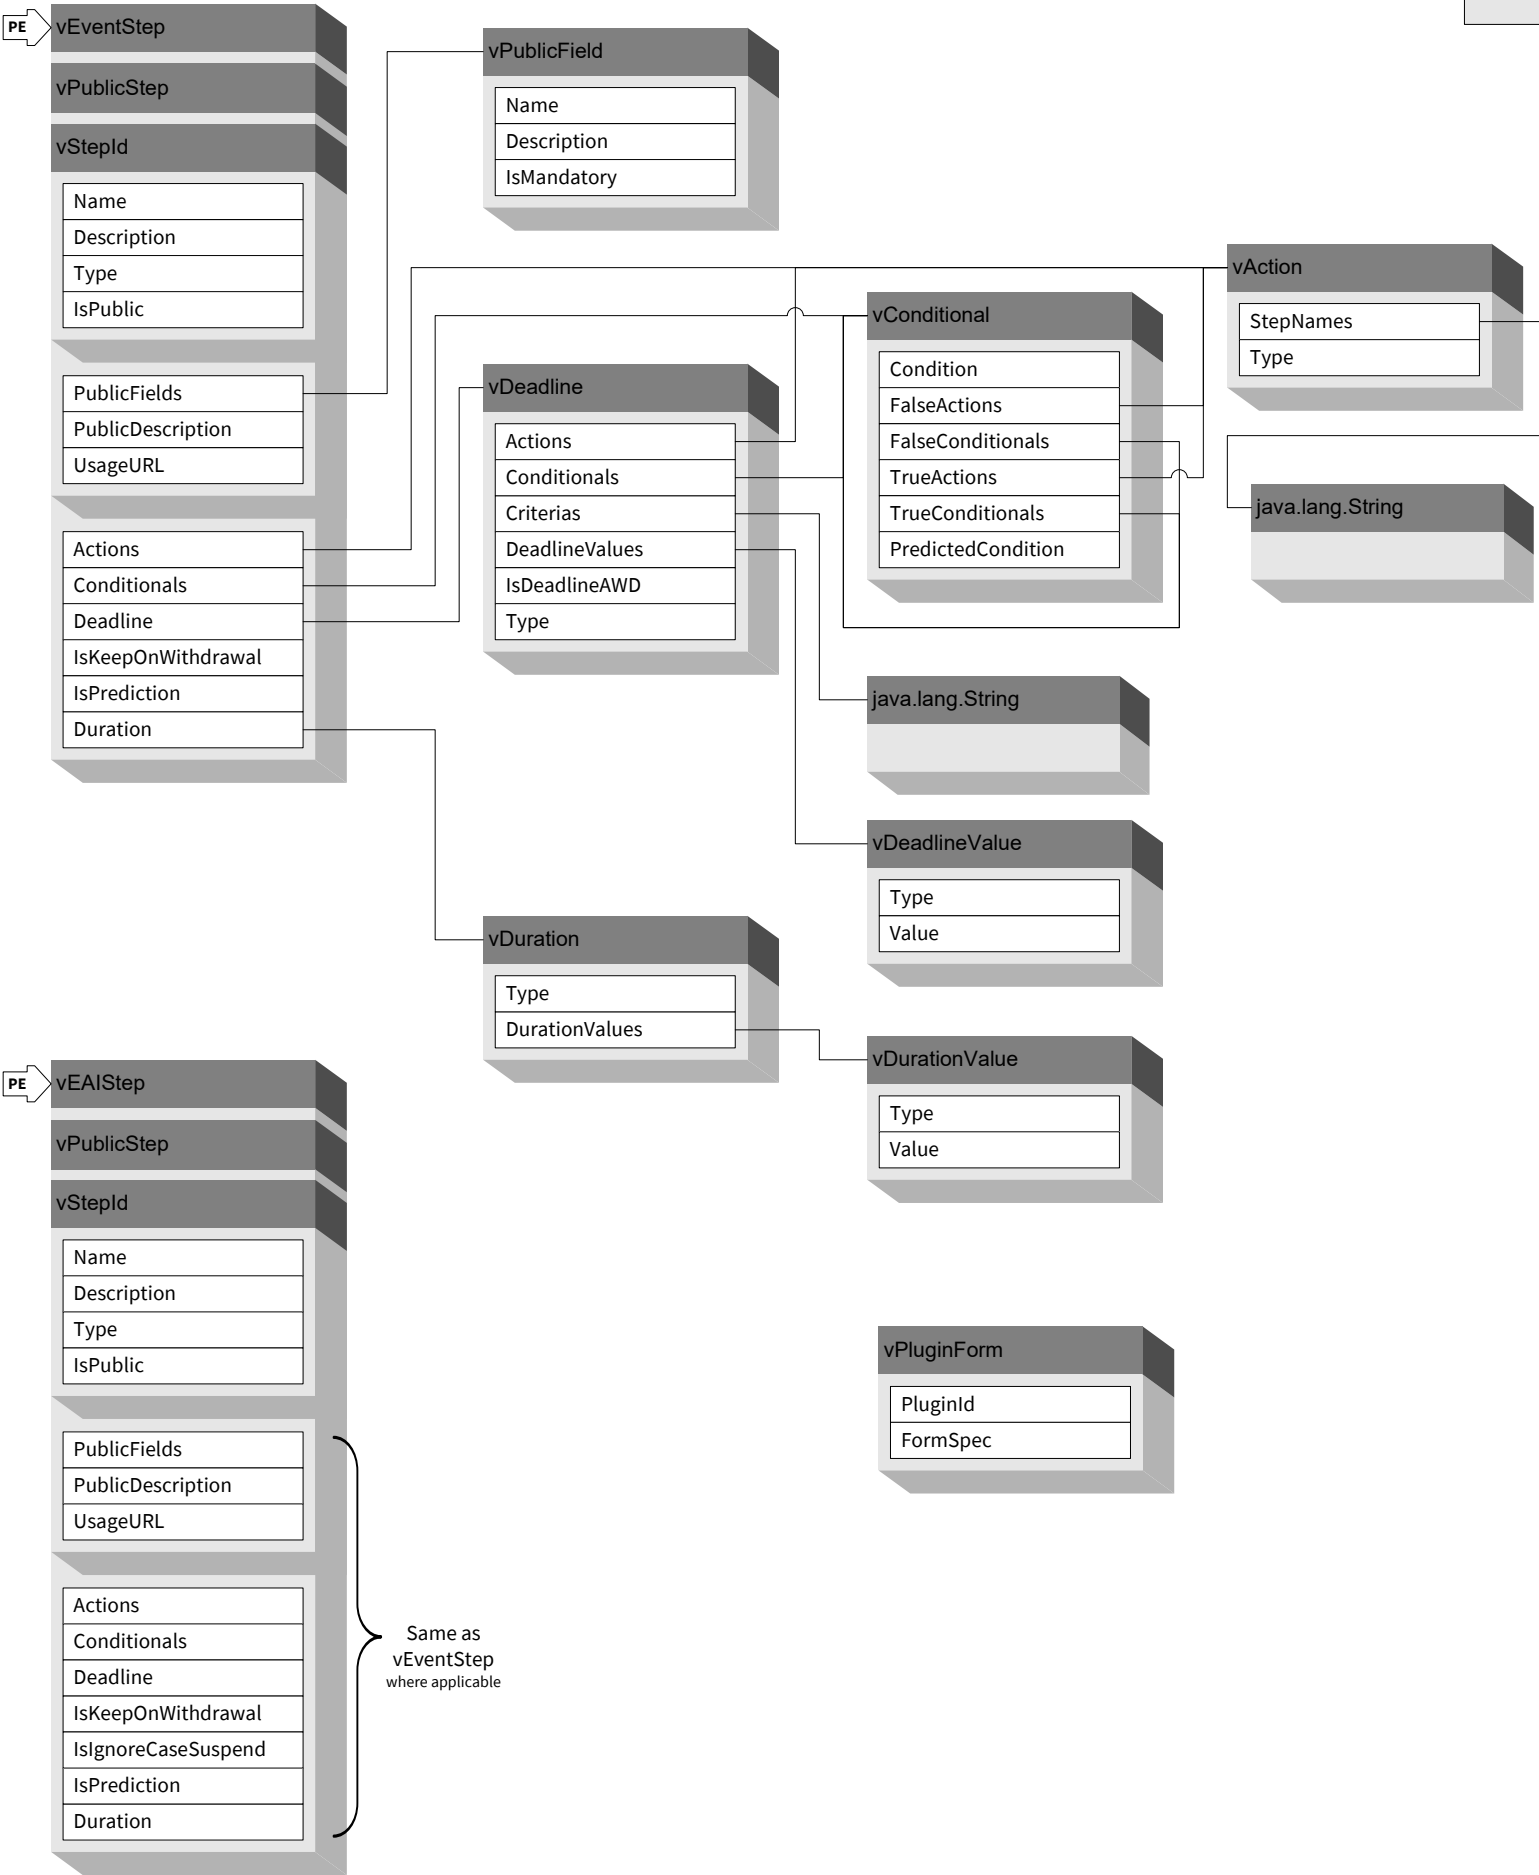 PE
vEventStep
vPublicStep
vStepId
Name
Description
Type
IsPublic
PublicFields
PublicDescription
UsageURL
Actions
Conditionals
Deadline
IsKeepOnWithdrawal
IsPrediction
Duration
vPublicField
Name
Description
IsMandatory
vDeadline
Actions
Conditionals
Criterias
DeadlineValues
IsDeadlineAWD
Type
vConditional
Condition
FalseActions
FalseConditionals
TrueActions
TrueConditionals
PredictedCondition
vAction
StepNames
Type
java.lang.String
java.lang.String
vDeadlineValue
Type
Value
vDuration
Type
DurationValues
vDurationValue
Type
Value
PE
vEAIStep
vPublicStep
vStepId
Name
Description
Type
IsPublic
PublicFields
PublicDescription
UsageURL
Actions
Conditionals
Deadline
IsKeepOnWithdrawal
IsIgnoreCaseSuspend
IsPrediction
Duration
Same as
vEventStep
where applicable
vPluginForm
PluginId
FormSpec